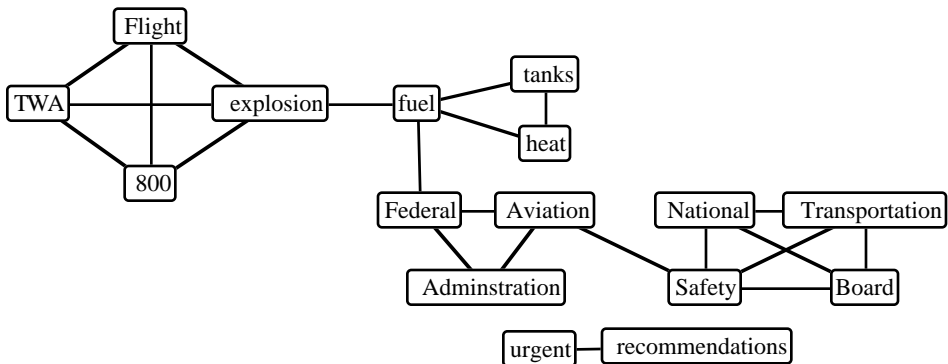 Flight
tanks
TWA explosion fuel
heat
800
Federal Aviation National Transportation
Adminstration Safety Board
urgent recommendations